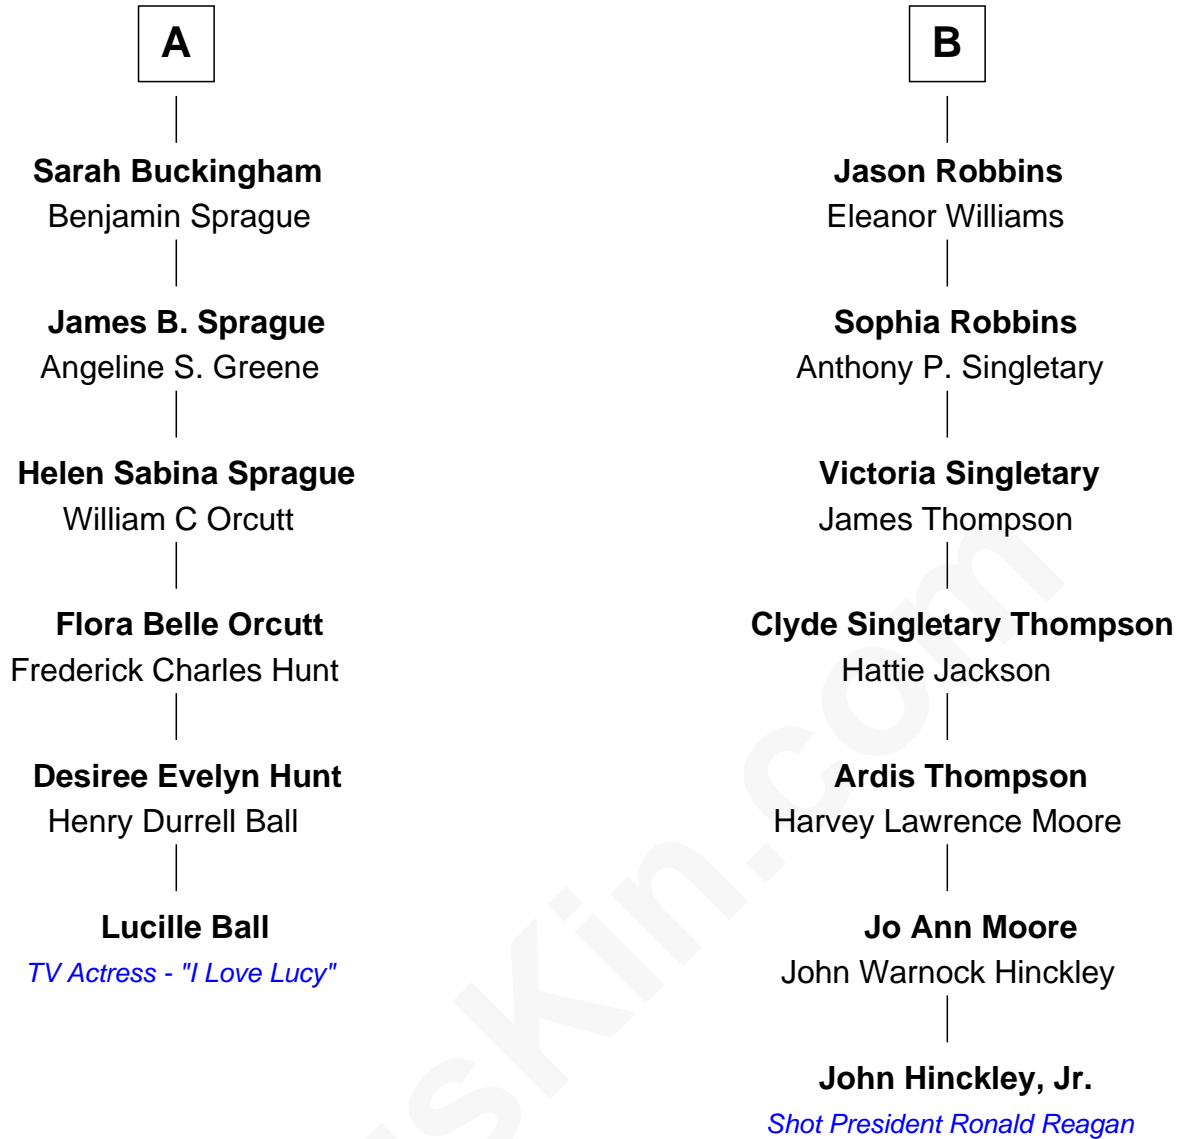 A
Sarah Buckingham
Benjamin Sprague
James B. Sprague
Angeline S. Greene
Helen Sabina Sprague
William C Orcutt
Flora Belle Orcutt
Frederick Charles Hunt
Desiree Evelyn Hunt
Henry Durrell Ball
Lucille Ball
TV Actress - "I Love Lucy"
B
Jason Robbins
Eleanor Williams
Sophia Robbins
Anthony P. Singletary
Victoria Singletary
James Thompson
Clyde Singletary Thompson
Hattie Jackson
Ardis Thompson
Harvey Lawrence Moore
Jo Ann Moore
John Warnock Hinckley
John Hinckley, Jr.
Shot President Ronald Reagan
sKin.com